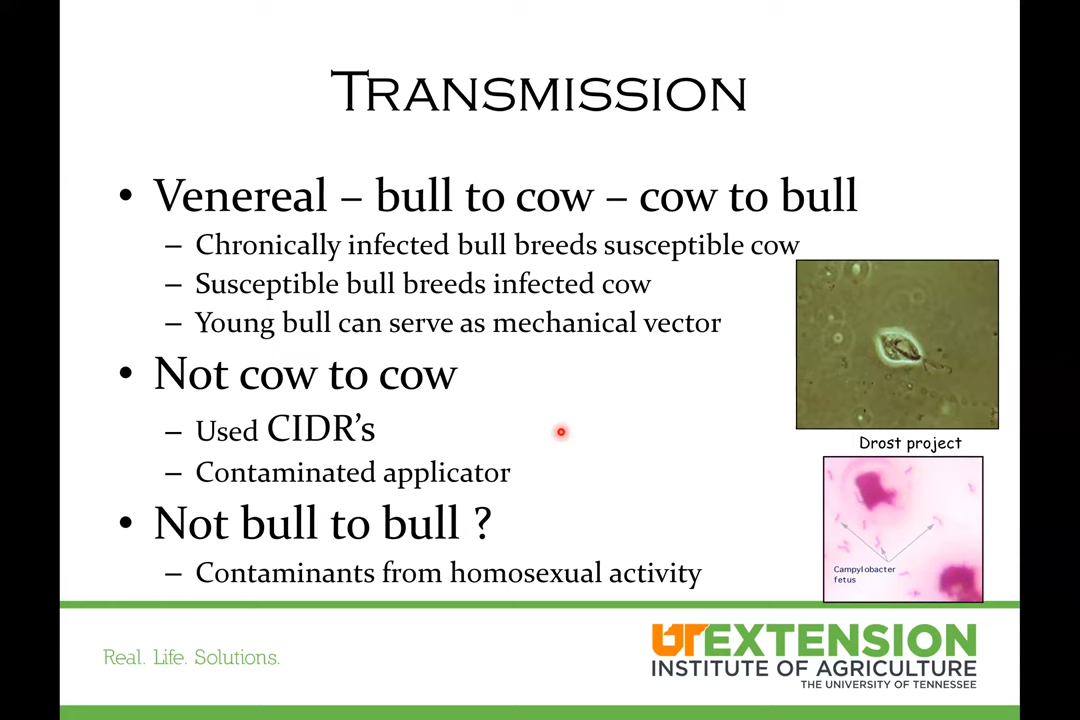 TRANSMISSION
• Venereal – bull to cow – cow to bull
– Chronically infected bull breeds susceptible cow
– Susceptible bull breeds infected cow
– Young bull can serve as mechanical vector
• Not cow to cow
– Used CIDR's
– Contaminated applicator
• Not bull to bull ?
– Contaminants from homosexual activity
Drost project
Campylobacter
fetus
Real. Life. Solutions.
UT EXTENSION
INSTITUTE OF AGRICULTURE
THE UNIVERSITY OF TENNESSEE